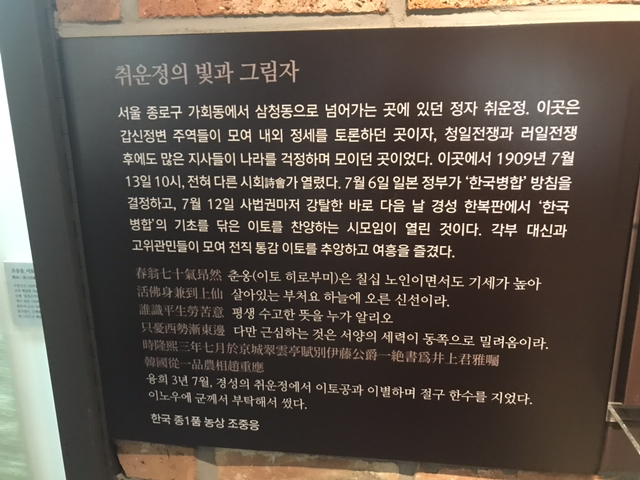 취운정의 빛과 그림자
서울 종로구 가회동에서 삼청동으로 넘어가는 곳에 있던 정자 취운정. 이곳은
갑신정변 주역들이 모여 내외 정세를 토론하던 곳이자, 청일전쟁과 러일전쟁
후에도 많은 지사들이 나라를 걱정하며 모이던 곳이었다. 이곳에서 1909년 7월
13일 10시, 전혀 다른 시회詩會가 열렸다. 7월 6일 일본 정부가 ‘한국병합’ 방침을
결정하고, 7월 12일 사법권마저 강탈한 바로 다음 날 경성 한복판에서 ‘한국
병합’의 기초를 닦은 이토를 찬양하는 시모임이 열린 것이다. 각부 대신과
고위관민들이 모여 전직 통감 이토를 추앙하고 여흥을 즐겼다.
春翁七十氣昂然 춘옹(이토 히로부미)은 칠십 노인이면서도 기세가 높아
活佛身兼到上仙 살아있는 부처요 하늘에 오른 신선이라.
誰識平生勞苦意 평생 수고한 뜻을 누가 알리오
只憂西勢漸東邊 다만 근심하는 것은 서양의 세력이 동쪽으로 밀려옴이라.
時隆熙三年七月於京城翠雲亭賦別伊藤公爵一絶書爲井上君雅囑
韓國從一品農相趙重應
융희 3년 7월, 경성의 취운정에서 이토공과 이별하며 절구 한수를 지었다.
이노우에 군께서 부탁해서 썼다.
한국 종1품 농상 조중응